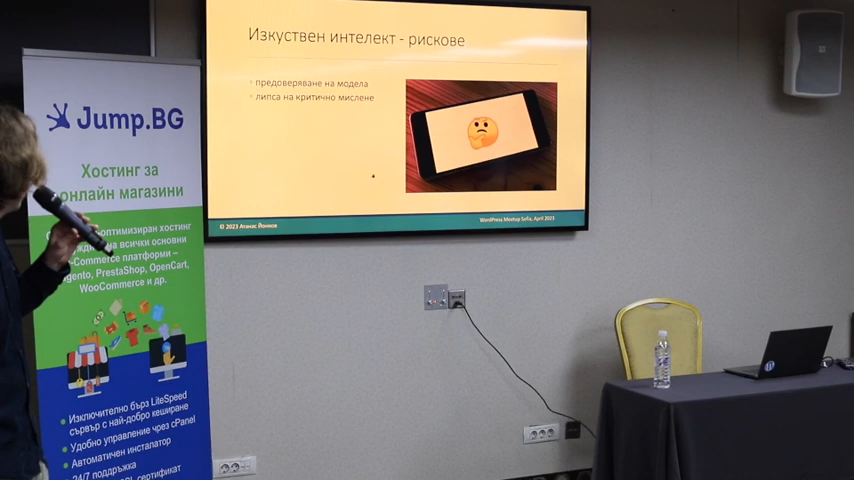 Изкуствен интелект - рискове
предоверяване на модела
липса на критично мислене
© 2023 Атанас Йонков
WordPress Meetup Sofia, April 2023
Jump.BG
Хостинг за
онлайн магазини
оптимизиран хостинг
на всички основни
Commerce платформи –
PrestaShop, OpenCart,
WooCommerce и др.
Изключително бърз LiteSpeed
сървър с най-добро кеширане
Удобно управление чрез cPanel
Автоматичен инсталатор
24/7 поддръжка
сертификат